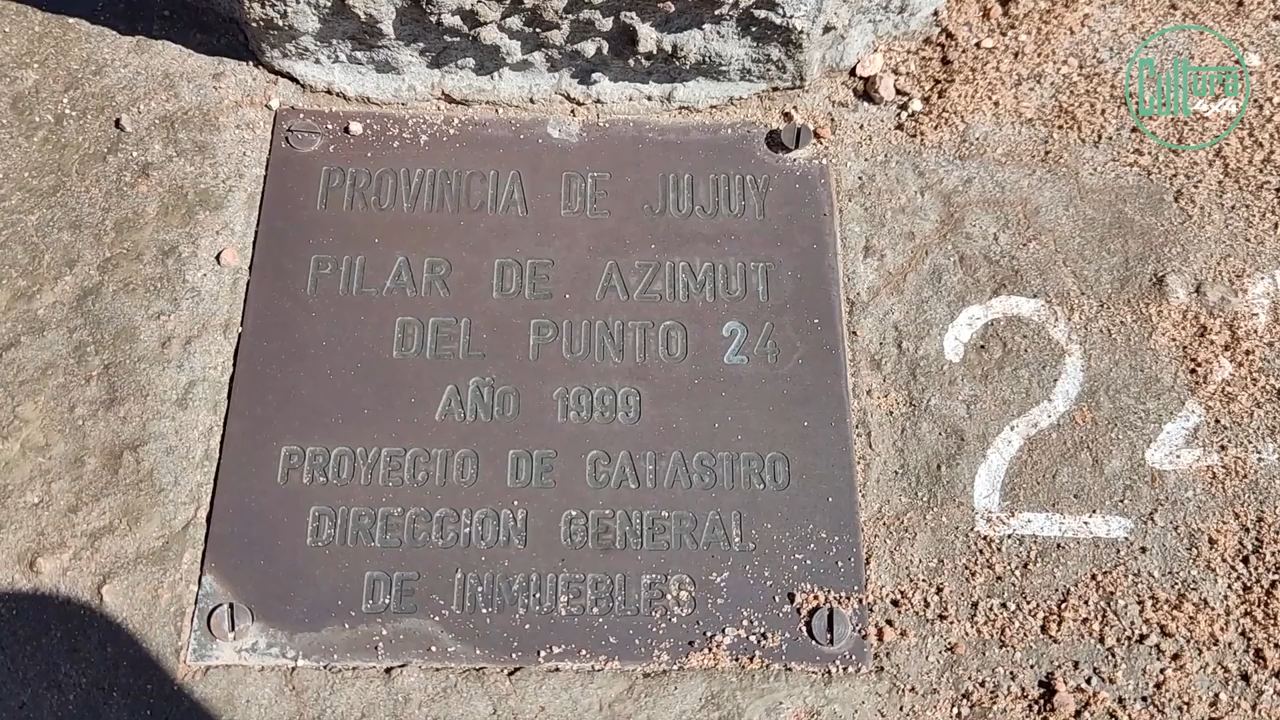 PROVINCIA DE JUJUY
PILAR DE AZIMUT
DEL PUNTO 24
AÑO 1999
PROYECTO DE CATASTRO
DIRECCION GENERAL
DE INMUEBLES
24
Cultura